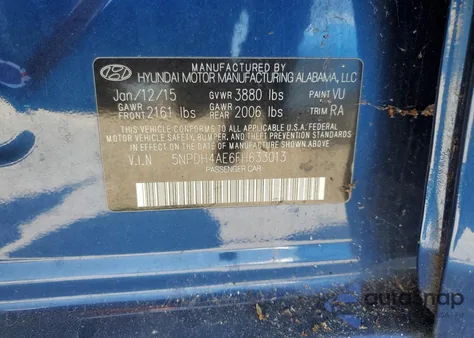 MANUFACTURED BY
HYUNDAI MOTOR MANUFACTURING ALABAMA, LLC
Jan/12/15 GVWR 3880 lbs PAINT VU
GAWR FRONT 2161 lbs GAWR REAR 2006 lbs TRIM RA
THIS VEHICLE CONFORMS TO ALL APPLICABLE U.S.A FEDERAL
MOTOR VEHICLE SAFETY, BUMPER, AND THEFT PREVENTION STANDARDS
IN EFFECT ON THE DATE OF MANUFACTURE SHOWN ABOVE.
V.I.N 5NPDH4AE6FH633013
PASSENGER CAR
autosnap